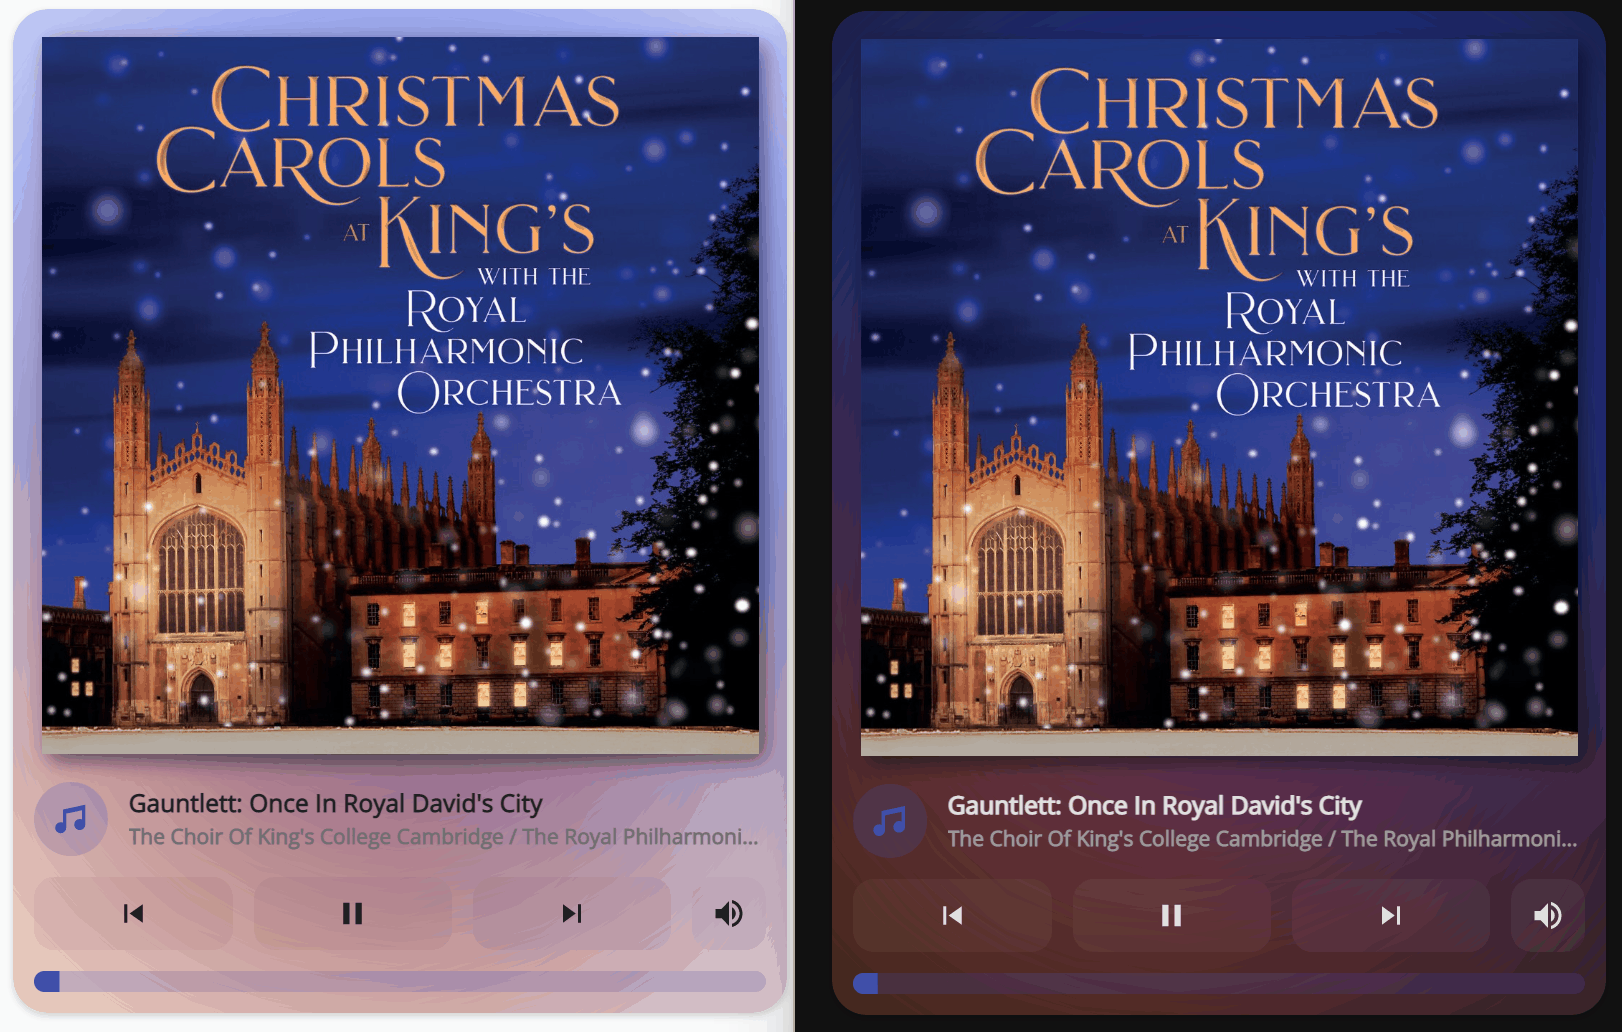 CHRISTMAS
CAROLS
AT KING'S
WITH THE
ROYAL
PHILHARMONIC
ORCHESTRA
Gauntlett: Once In Royal David's City
The Choir Of King's College Cambridge / The Royal Philharmoni...
CHRISTMAS
CAROLS
AT KING'S
WITH THE
ROYAL
PHILHARMONIC
ORCHESTRA
Gauntlett: Once In Royal David's City
The Choir Of King's College Cambridge / The Royal Philharmoni...